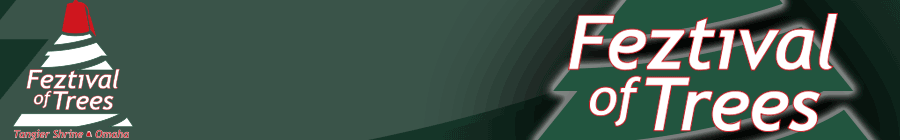 Feztival
of Trees
Tangier Shrine Omaha
Feztival
of Trees